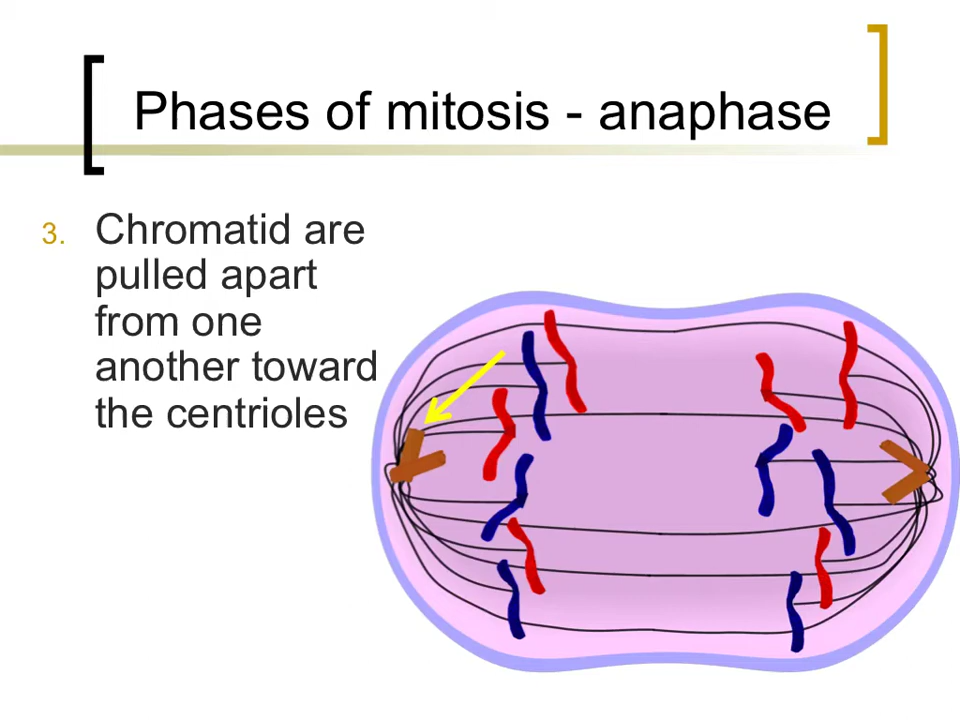 Phases of mitosis - anaphase
3. Chromatid are
pulled apart
from one
another toward
the centrioles